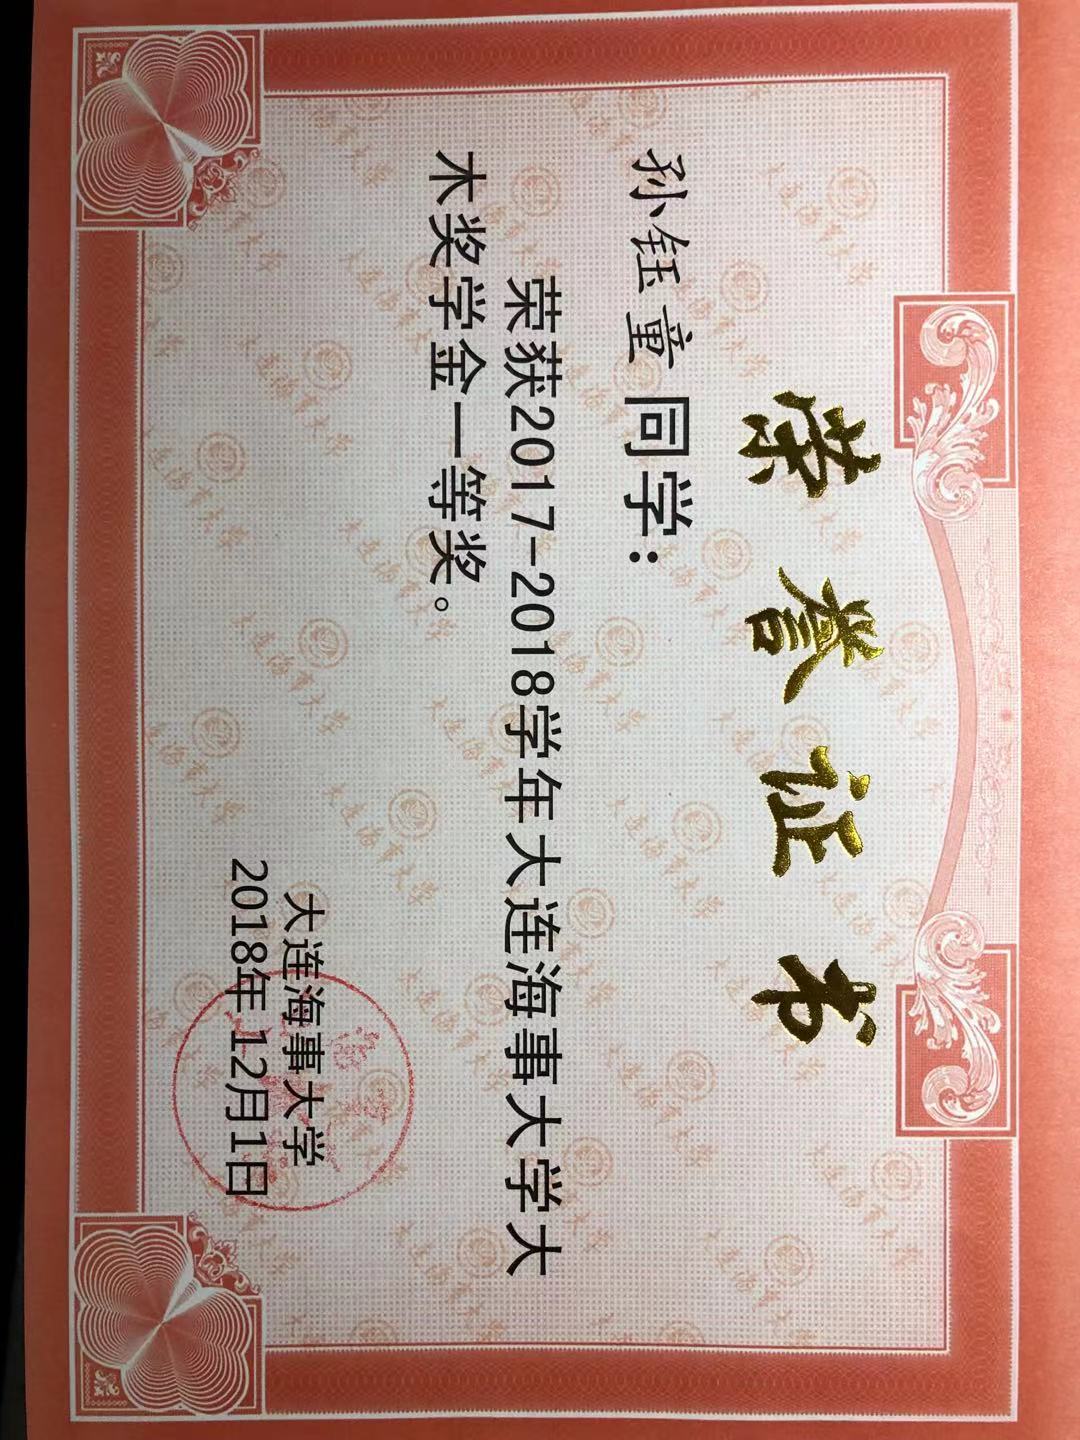 荣誉证书
孙钰童同学:
荣获2017-2018学年大连海事大学大
木奖学金一等奖。
大连海事大学
2018年12月1日